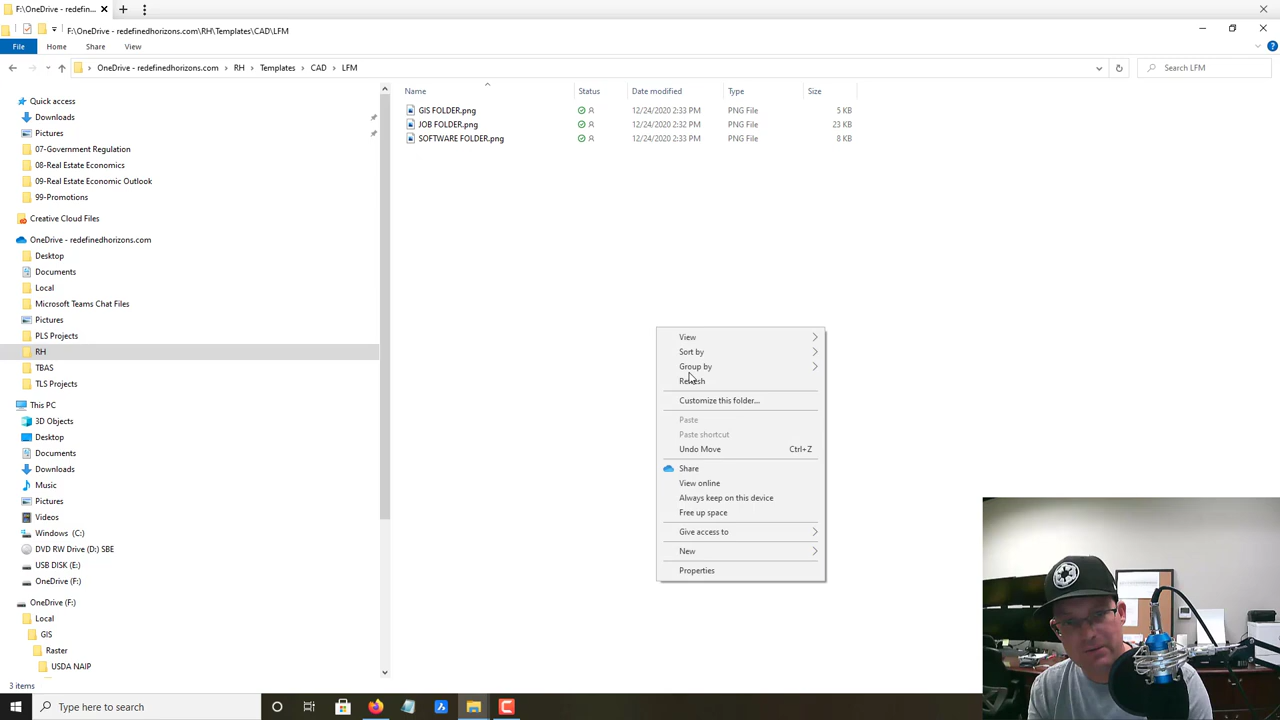 F:\OneDrive - redefinedhorizons.com\RH\Templates\CAD\LFM
F:\OneDrive - redefi...
File Home Share View
OneDrive - redefinedhorizons.com > RH > Templates > CAD > LFM
Search LFM
Name Status Date modified Type Size
GIS FOLDER.png 12/24/2020 2:33 PM PNG File 5 KB
JOB FOLDER.png 12/24/2020 2:32 PM PNG File 23 KB
SOFTWARE FOLDER.png 12/24/2020 2:33 PM PNG File 8 KB
Quick access
Downloads
Pictures
07-Government Regulation
08-Real Estate Economics
09-Real Estate Economic Outlook
99-Promotions
Creative Cloud Files
OneDrive - redefinedhorizons.com
Desktop
Documents
Local
Microsoft Teams Chat Files
Pictures
PLS Projects
RH
TBAS
TLS Projects
This PC
3D Objects
Desktop
Documents
Downloads
Music
Pictures
Videos
Windows (C:)
DVD RW Drive (D:) SBE
USB DISK (E:)
OneDrive (F:)
OneDrive (F:)
Local
GIS
Raster
USDA NAIP
View
Sort by
Group by
Refresh
Customize this folder...
Paste
Paste shortcut
Undo Move Ctrl+Z
Share
View online
Always keep on this device
Free up space
Give access to
New
Properties
3 items
Type here to search